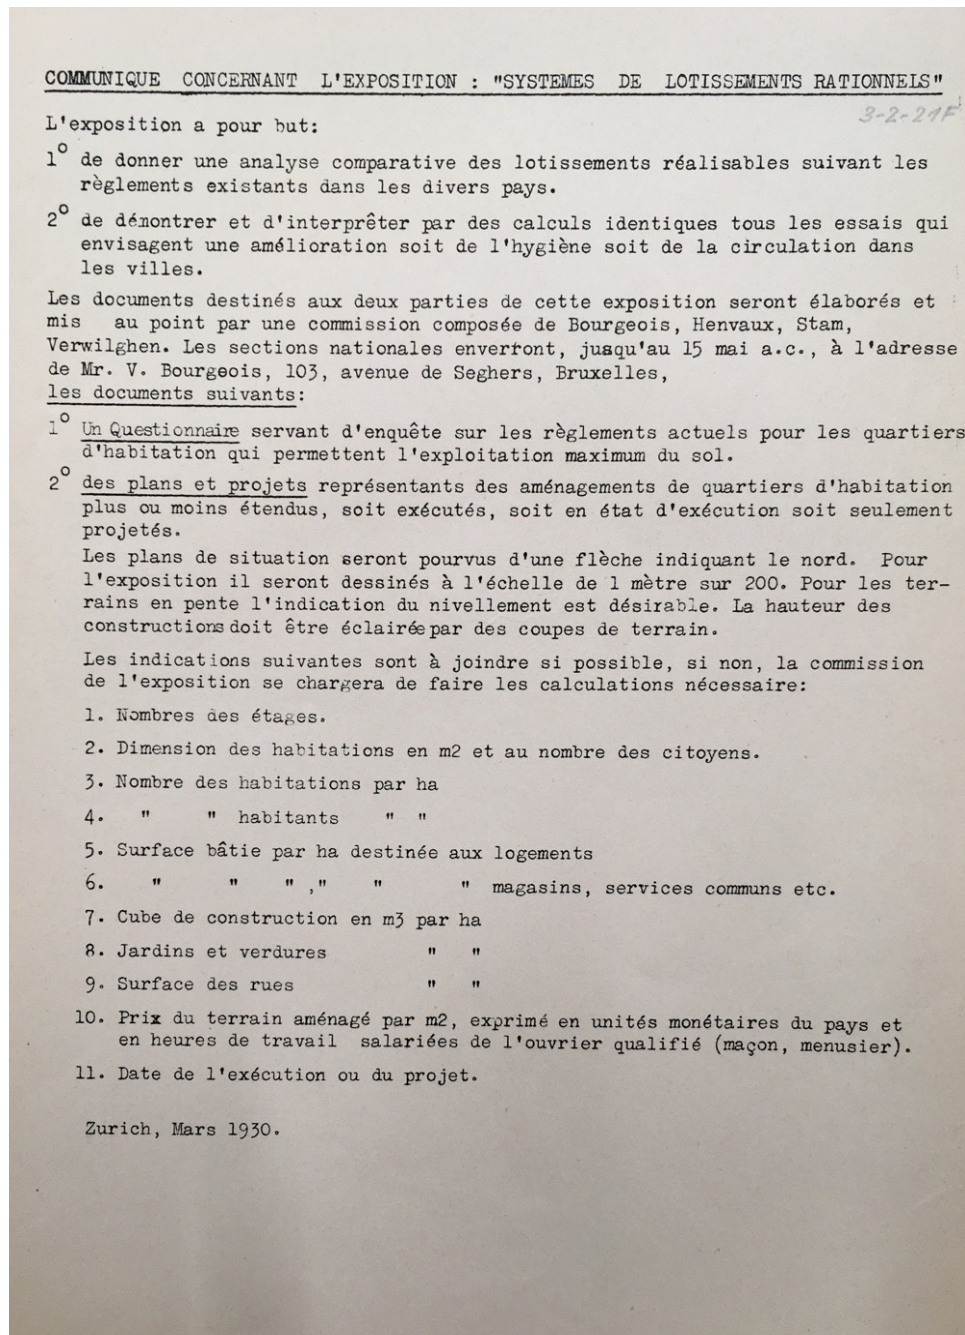 COMMUNIQUE CONCERNANT L'EXPOSITION : "SYSTEMES DE LOTISSEMENTS RATIONNELS"
3-2-21F
L'exposition a pour but:
1° de donner une analyse comparative des lotissements réalisables suivant les
règlements existants dans les divers pays.
2° de démontrer et d'interprêter par des calculs identiques tous les essais qui
envisagent une amélioration soit de l'hygiène soit de la circulation dans
les villes.
Les documents destinés aux deux parties de cette exposition seront élaborés et
mis au point par une commission composée de Bourgeois, Henvaux, Stam,
Verwilghen. Les sections nationales enverront, jusqu'au 15 mai a.c., à l'adresse
de Mr. V. Bourgeois, 103, avenue de Seghers, Bruxelles,
les documents suivants:
1° Un Questionnaire servant d'enquête sur les règlements actuels pour les quartiers
d'habitation qui permettent l'exploitation maximum du sol.
2° des plans et projets représentants des aménagements de quartiers d'habitation
plus ou moins étendus, soit exécutés, soit en état d'exécution soit seulement
projetés.
Les plans de situation seront pourvus d'une flèche indiquant le nord. Pour
l'exposition il seront dessinés à l'échelle de 1 mètre sur 200. Pour les ter-
rains en pente l'indication du nivellement est désirable. La hauteur des
constructions doit être éclairée par des coupes de terrain.
Les indications suivantes sont à joindre si possible, si non, la commission
de l'exposition se chargera de faire les calculations nécessaire:
1. Nombres des étages.
2. Dimension des habitations en m2 et au nombre des citoyens.
3. Nombre des habitations par ha
4. " " habitants " "
5. Surface bâtie par ha destinée aux logements
6. " " " ," " " magasins, services communs etc.
7. Cube de construction en m3 par ha
8. Jardins et verdures " "
9. Surface des rues " "
10. Prix du terrain aménagé par m2, exprimé en unités monétaires du pays et
en heures de travail salariées de l'ouvrier qualifié (maçon, menusier).
11. Date de l'exécution ou du projet.
Zurich, Mars 1930.